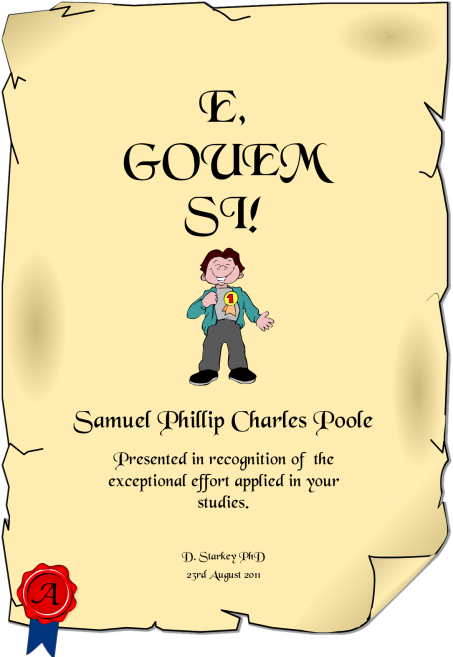 E,
GOUEM
SI!
1
Samuel Phillip Charles Poole
Presented in recognition of the
exceptional effort applied in your
studies.
D. Starkey PhD
23rd August 2011
A